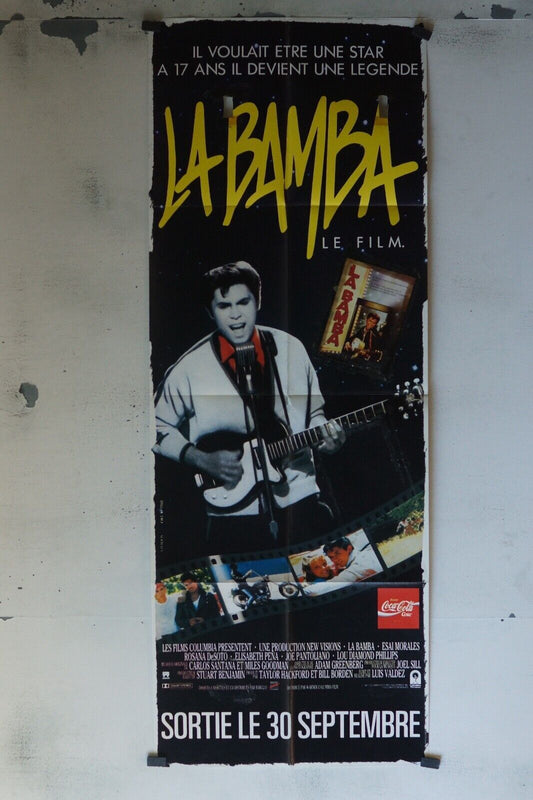 IL VOULAIT ETRE UNE STAR
A 17 ANS IL DEVIENT UNE LEGENDE
LA BAMBA
LE FILM.
LA BAMBA
Coca-Cola
LES FILMS COLUMBIA PRESENTENT · UNE PRODUCTION NEW VISIONS · LA BAMBA · ESAI MORALES
ROSANA DeSOTO · ELISABETH PEÑA · JOE PANTOLIANO · LOU DIAMOND PHILLIPS
CARLOS SANTANA ET MILES GOODMAN ADAM GREENBERG JOEL SILL
STUART BENJAMIN TAYLOR HACKFORD ET BILL BORDEN LUIS VALDEZ
SORTIE LE 30 SEPTEMBRE